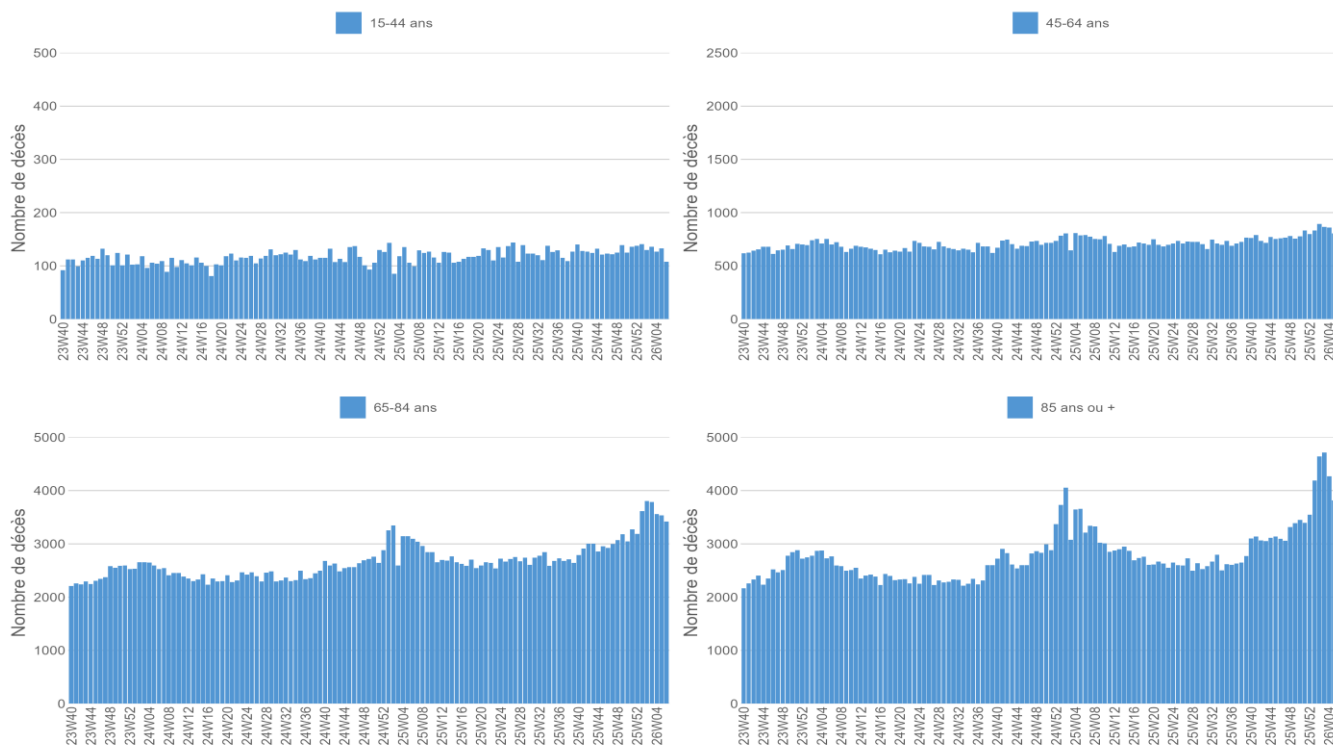 15-44 ans
500
400
300
200
100
0
Nombre de décès
23W40 23W44 23W48 23W52 24W04 24W08 24W12 24W16 24W20 24W24 24W28 24W32 24W36 24W40 24W44 24W48 24W52 25W04 25W08 25W12 25W16 25W20 25W24 25W28 25W32 25W36 25W40 25W44 25W48 25W52 26W04
45-64 ans
2500
2000
1500
1000
500
0
Nombre de décès
23W40 23W44 23W48 23W52 24W04 24W08 24W12 24W16 24W20 24W24 24W28 24W32 24W36 24W40 24W44 24W48 24W52 25W04 25W08 25W12 25W16 25W20 25W24 25W28 25W32 25W36 25W40 25W44 25W48 25W52 26W04
65-84 ans
5000
4000
3000
2000
1000
0
Nombre de décès
23W40 23W44 23W48 23W52 24W04 24W08 24W12 24W16 24W20 24W24 24W28 24W32 24W36 24W40 24W44 24W48 24W52 25W04 25W08 25W12 25W16 25W20 25W24 25W28 25W32 25W36 25W40 25W44 25W48 25W52 26W04
85 ans ou +
5000
4000
3000
2000
1000
0
Nombre de décès
23W40 23W44 23W48 23W52 24W04 24W08 24W12 24W16 24W20 24W24 24W28 24W32 24W36 24W40 24W44 24W48 24W52 25W04 25W08 25W12 25W16 25W20 25W24 25W28 25W32 25W36 25W40 25W44 25W48 25W52 26W04